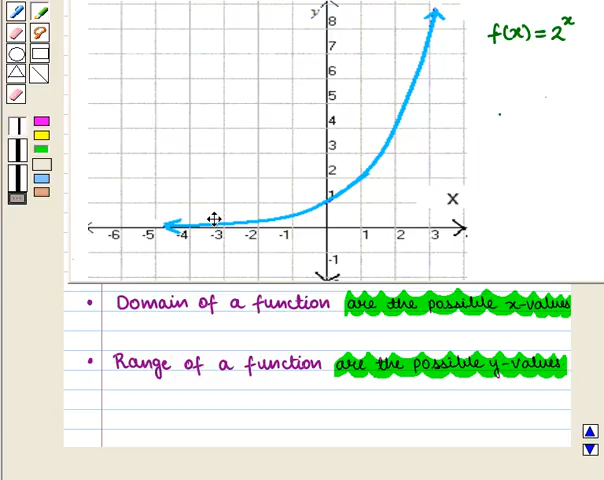 y
8
f(x) = 2^x
7
6
5
4
3
2
1
X
-6 -5 -4 -3 -2 -1 1 2 3
-1
• Domain of a function are the possible x-values
• Range of a function are the possible y-values